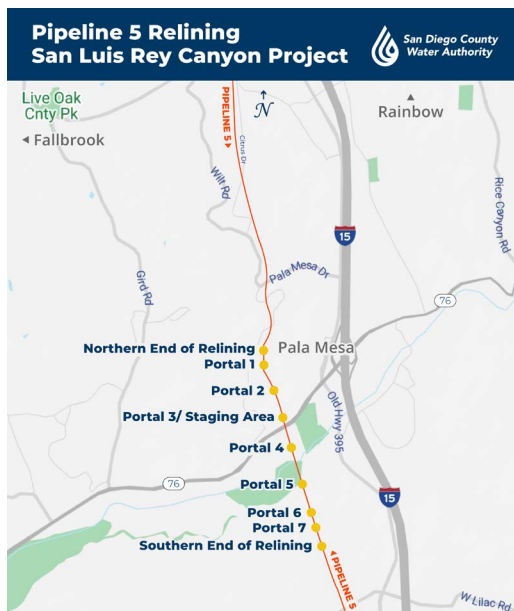 Pipeline 5 Relining
San Luis Rey Canyon Project
San Diego County
Water Authority
Live Oak
Cnty Pk
Fallbrook
PIPELINE 5
N
Citrus Dr
Rainbow
Wilt Rd
Rice Canyon Rd
15
Pala Mesa Dr
Gird Rd
76
Northern End of Relining
Pala Mesa
Portal 1
Portal 2
Portal 3/ Staging Area
Old Hwy 395
Portal 4
76
Portal 5
15
Portal 6
Portal 7
Southern End of Relining
PIPELINE 5
W Lilac Rd